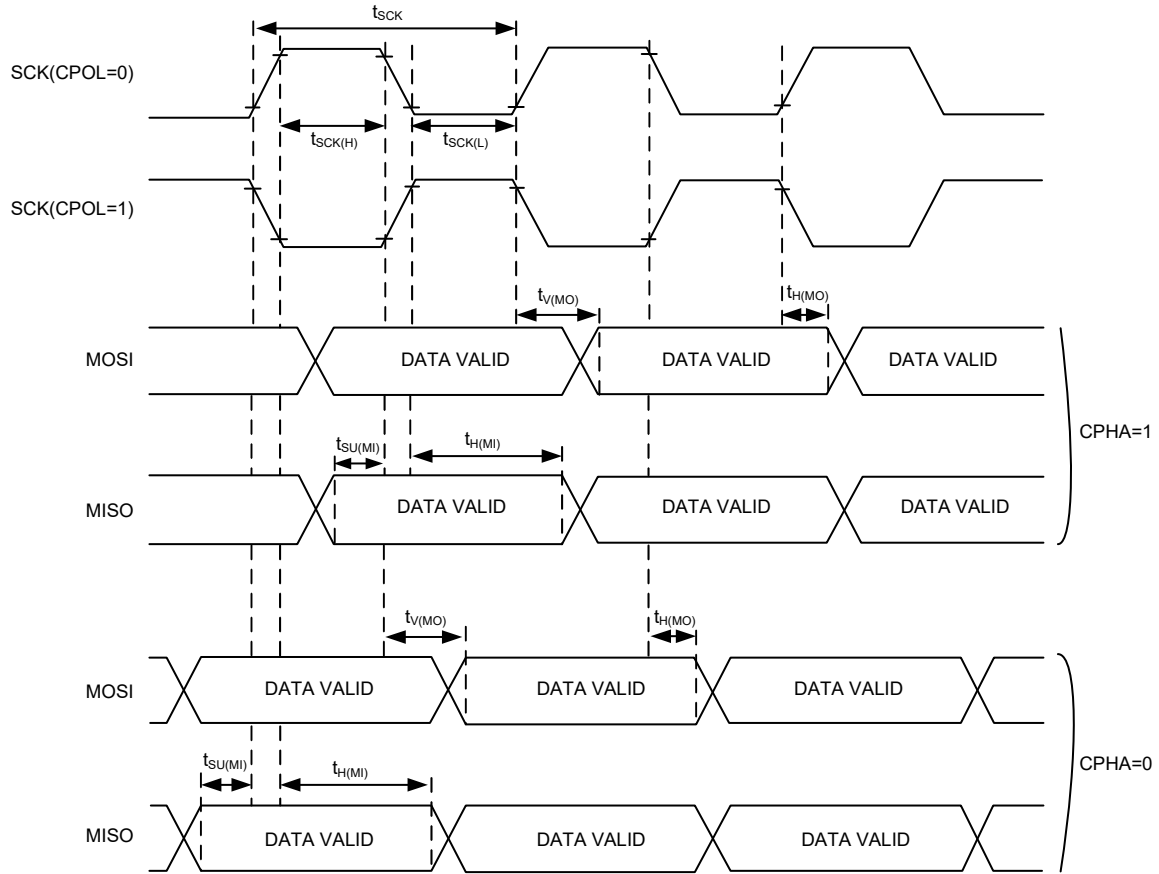 tSCK
SCK(CPOL=0)
tSCK(H)
tSCK(L)
SCK(CPOL=1)
tV(MO)
tH(MO)
MOSI
DATA VALID
DATA VALID
DATA VALID
CPHA=1
tSU(MI)
tH(MI)
MISO
DATA VALID
DATA VALID
DATA VALID
tV(MO)
tH(MO)
MOSI
DATA VALID
DATA VALID
DATA VALID
CPHA=0
tSU(MI)
tH(MI)
MISO
DATA VALID
DATA VALID
DATA VALID